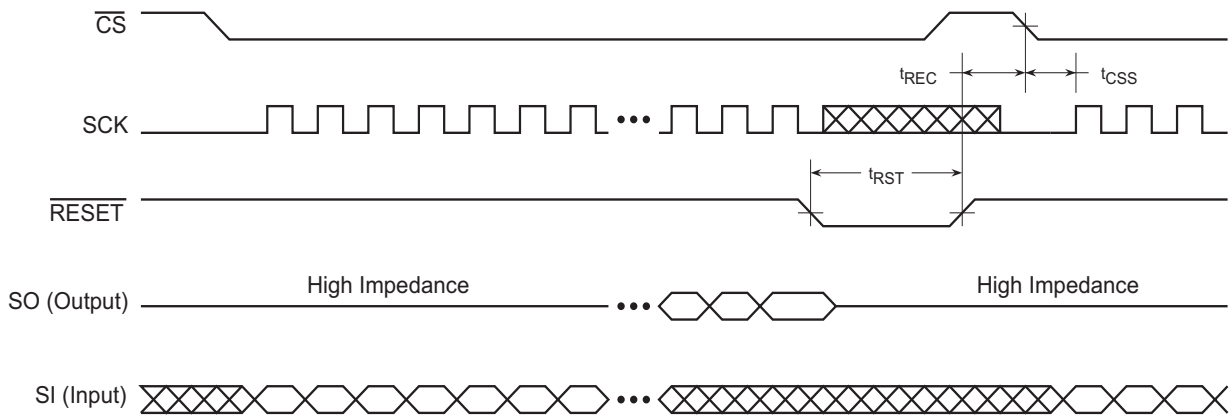 CS
tREC
tCSS
SCK
•••
tRST
RESET
High Impedance
High Impedance
SO (Output)
•••
SI (Input)
•••